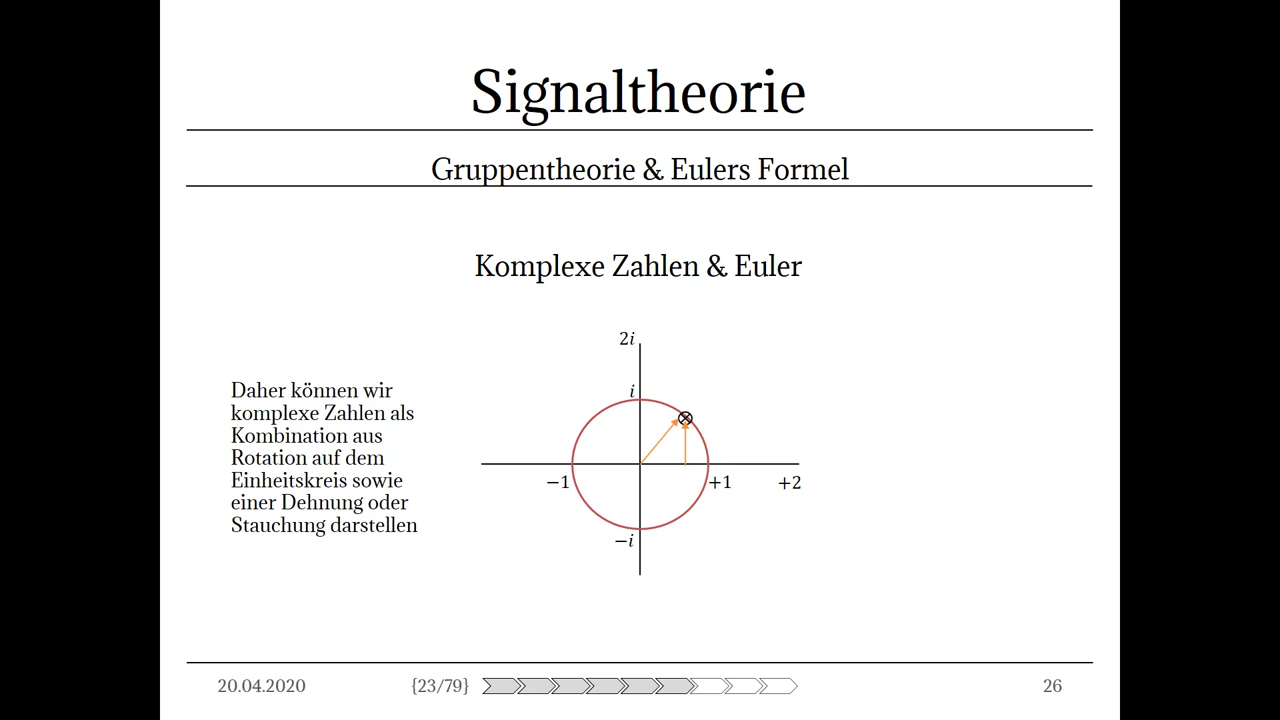 Signaltheorie
Gruppentheorie & Eulers Formel
Komplexe Zahlen & Euler
Daher können wir
komplexe Zahlen als
Kombination aus
Rotation auf dem
Einheitskreis sowie
einer Dehnung oder
Stauchung darstellen
2i
i
−1
+1
+2
−i
20.04.2020
{23/79}
26